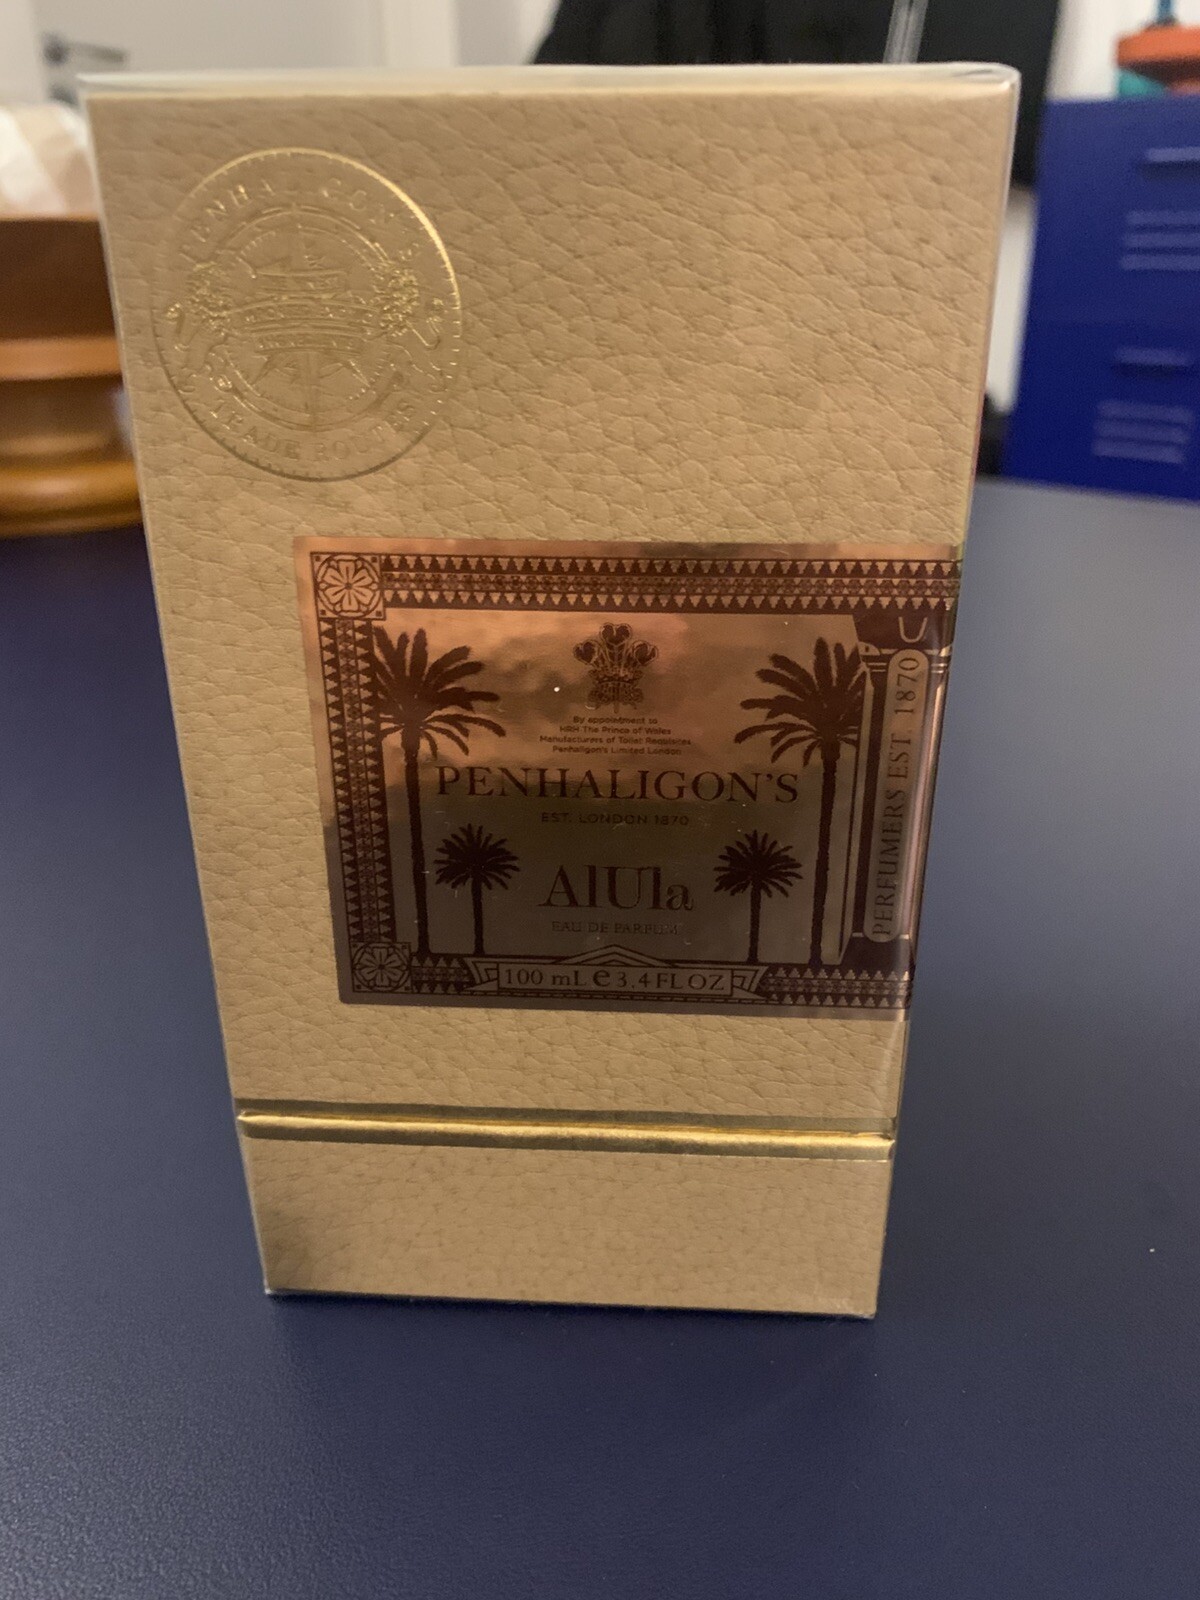 PENHALIGON'S
TRADE ROUTES
By appointment to
HRH The Prince of Wales
Manufacturers of Toilet Requisites
Penhaligon's Limited London
PENHALIGON'S
EST. LONDON 1870
AlUla
EAU DE PARFUM
100 mL e 3.4 FL OZ
PERFUMERS EST. 1870